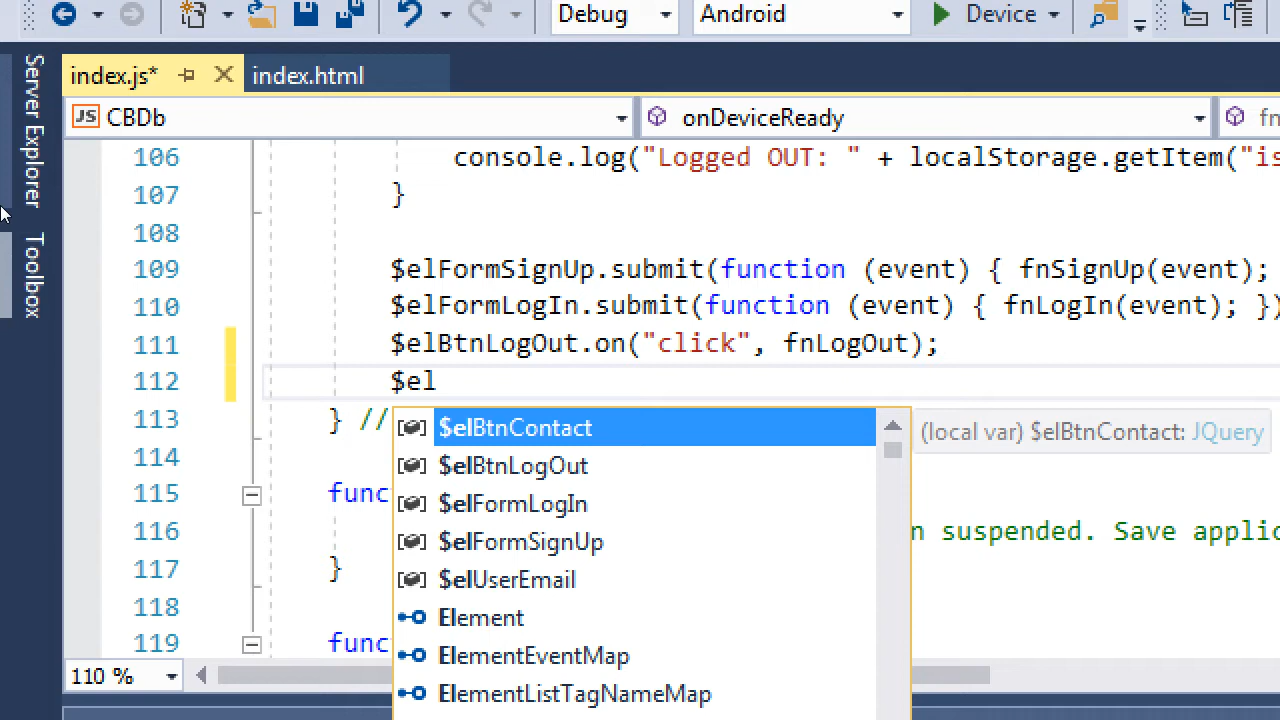 Debug Android Device
Server Explorer
Toolbox
index.js* index.html
JS CBDb onDeviceReady fn
106 console.log("Logged OUT: " + localStorage.getItem("is
107 }
108
109 $elFormSignUp.submit(function (event) { fnSignUp(event);
110 $elFormLogIn.submit(function (event) { fnLogIn(event); })
111 $elBtnLogOut.on("click", fnLogOut);
112 $el
113 } //
$elBtnContact (local var) $elBtnContact: JQuery
114 $elBtnLogOut
115 func $elFormLogIn
116 $elFormSignUp n suspended. Save applic
117 } $elUserEmail
118 Element
119 func ElementEventMap
110 % ElementListTagNameMap